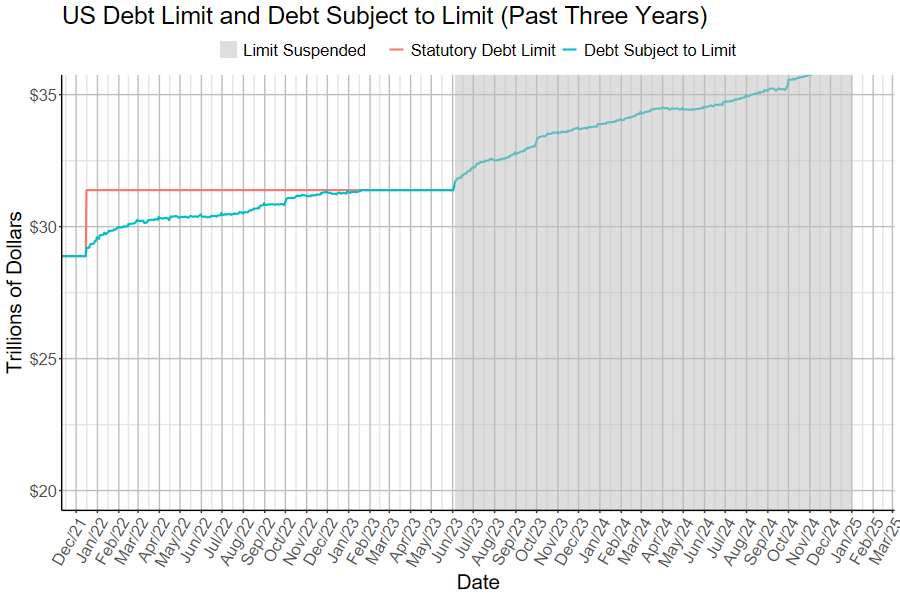 US Debt Limit and Debt Subject to Limit (Past Three Years)
Limit Suspended Statutory Debt Limit Debt Subject to Limit
Trillions of Dollars
$35
$30
$25
$20
Dec/21 Jan/22 Feb/22 Mar/22 Apr/22 May/22 Jun/22 Jul/22 Aug/22 Sep/22 Oct/22 Nov/22 Dec/22 Jan/23 Feb/23 Mar/23 Apr/23 May/23 Jun/23 Jul/23 Aug/23 Sep/23 Oct/23 Nov/23 Dec/23 Jan/24 Feb/24 Mar/24 Apr/24 May/24 Jun/24 Jul/24 Aug/24 Sep/24 Oct/24 Nov/24 Dec/24 Jan/25 Feb/25 Mar/25
Date